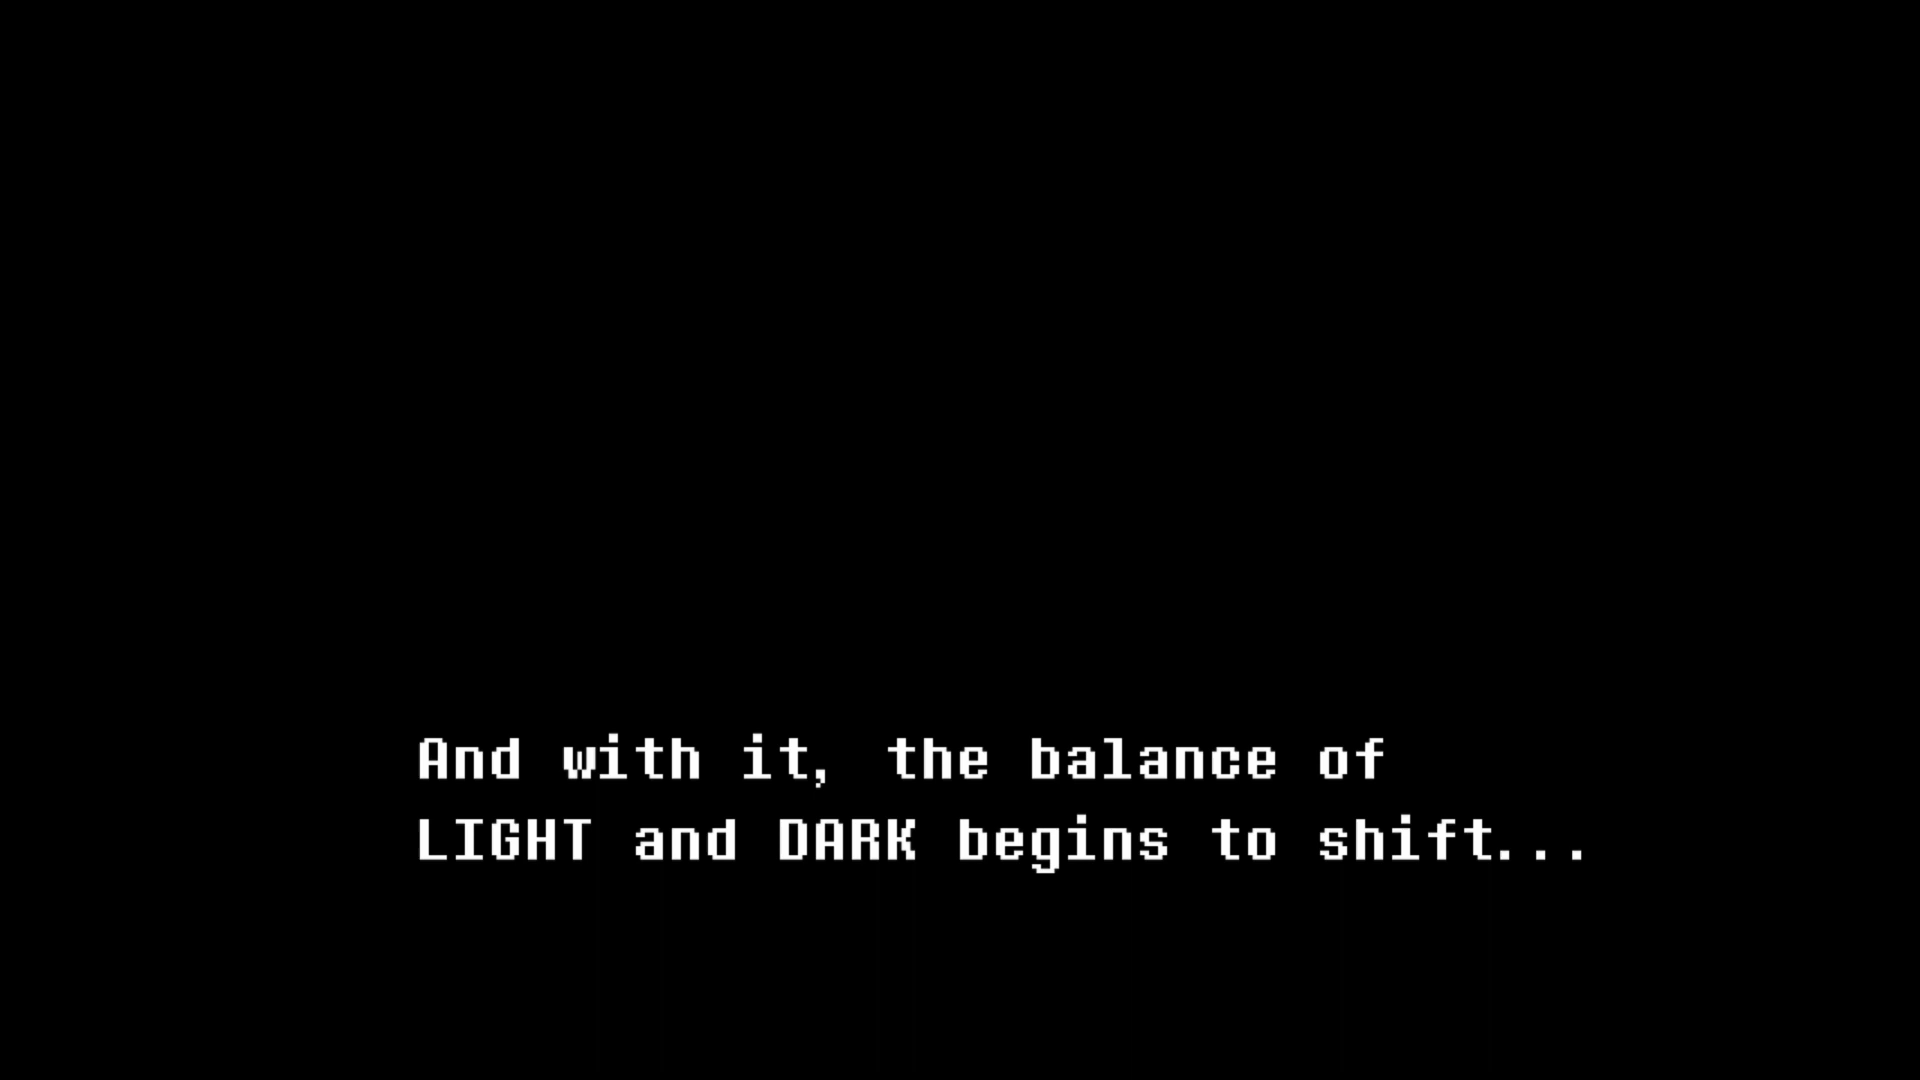 And with it, the balance of
LIGHT and DARK begins to shift...